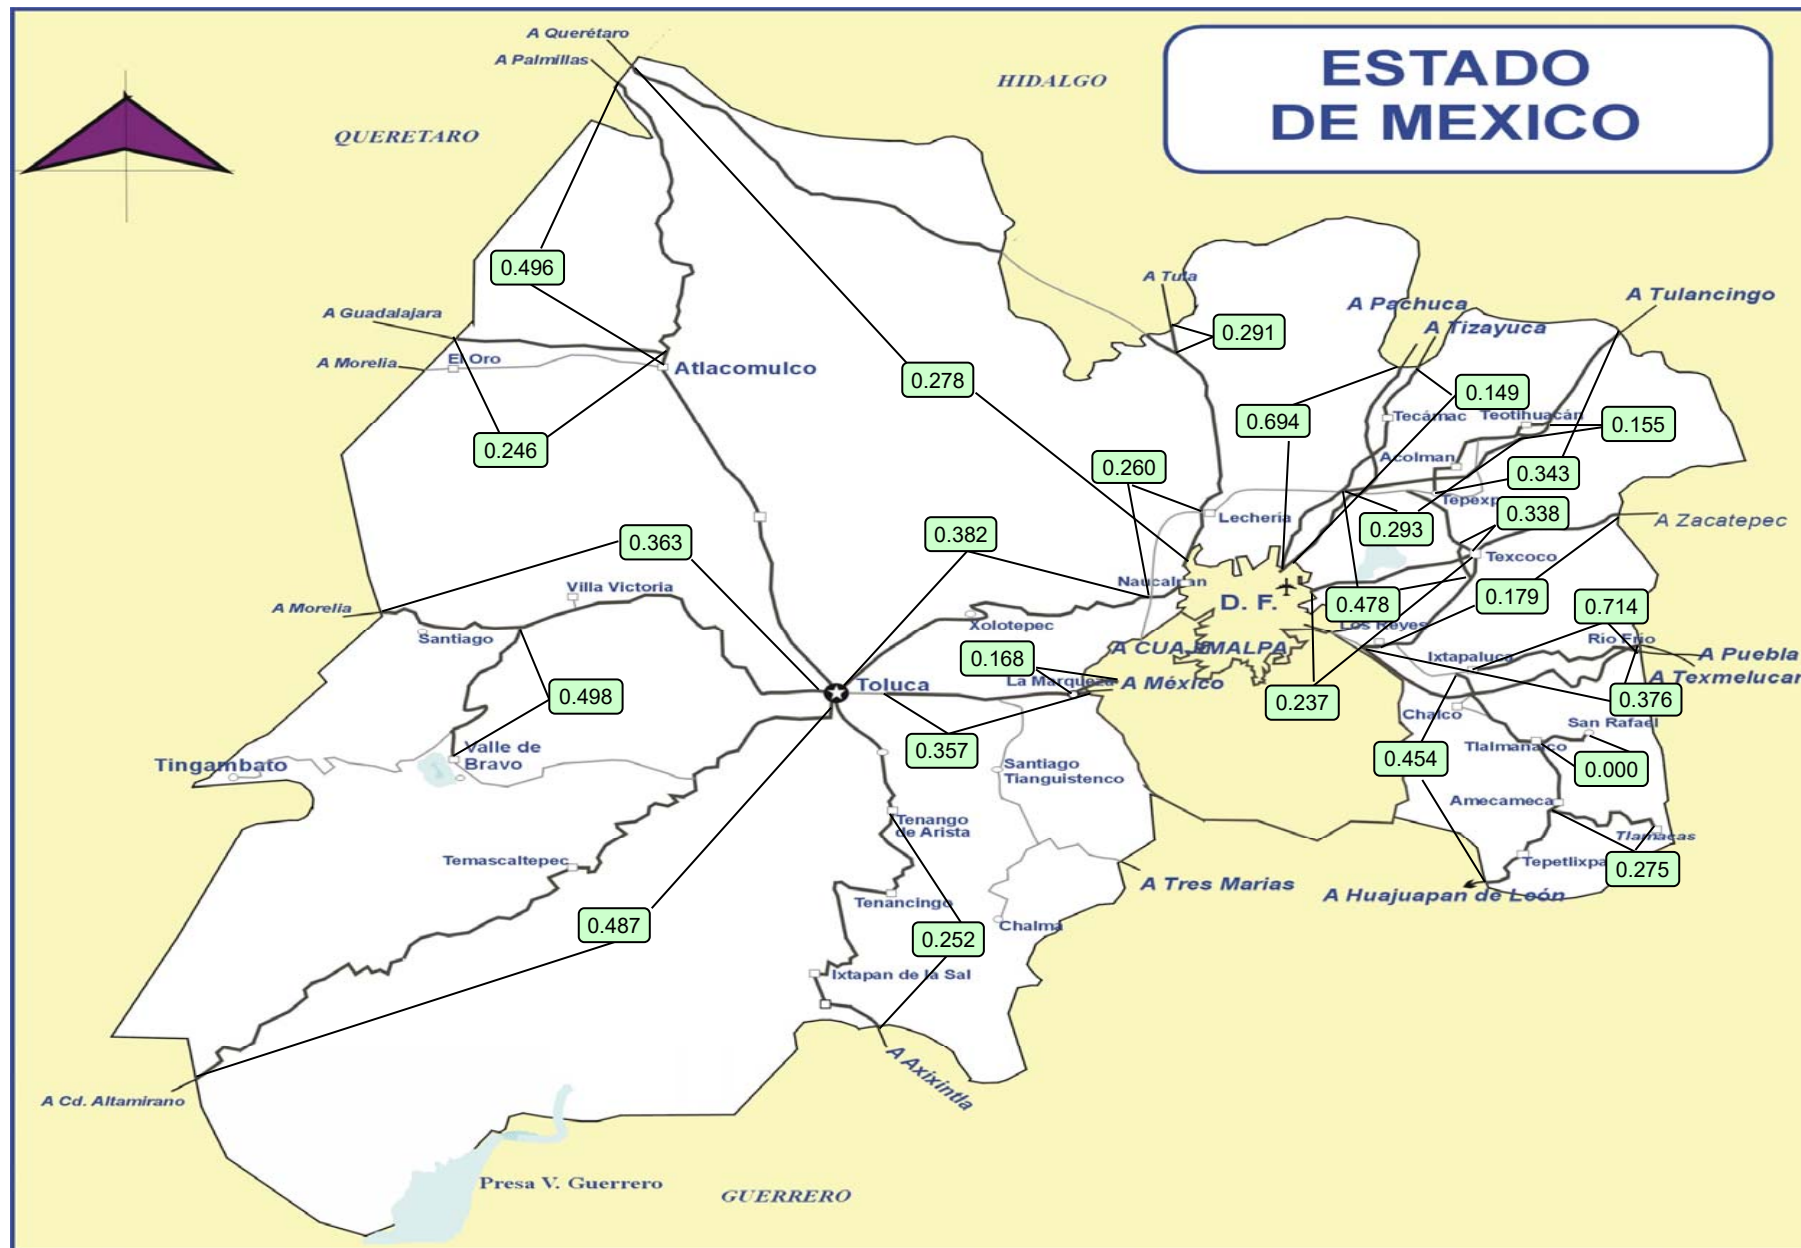 A Querétaro
A Palmillas
HIDALGO
ESTADO
DE MEXICO
QUERETARO
0.496
A Tula
A Pachuca
A Tulancingo
A Guadalajara
A Tizayuca
0.291
A Morelia
El Oro
Atlacomulco
0.278
0.149
0.694
Tecámac
Teotihuacán
0.155
0.246
Acolman
0.260
0.343
Lechería
0.293
0.338
A Zacatepec
0.363
0.382
Texcoco
Villa Victoria
Naucalpan
D. F.
0.478
0.179
0.714
A Morelia
Santiago
Xolotepec
Los Reyes
Río Frío
A CUAJIMALPA
0.168
Ixtapaluca
A Puebla
Toluca
La Marqueza
A México
A Texmelucan
0.498
0.237
0.376
Chalco
San Rafael
0.357
Tlalmanalco
Valle de
Bravo
Tingambato
Santiago
Tianguistenco
0.454
0.000
Amecameca
Tenango
de Arista
Tlamacas
Temascaltepec
Tepetlixpa
0.275
A Tres Marias
A Huajuapan de León
Tenancingo
0.487
0.252
Chalma
Ixtapan de la Sal
A Axixintla
A Cd. Altamirano
Presa V. Guerrero
GUERRERO